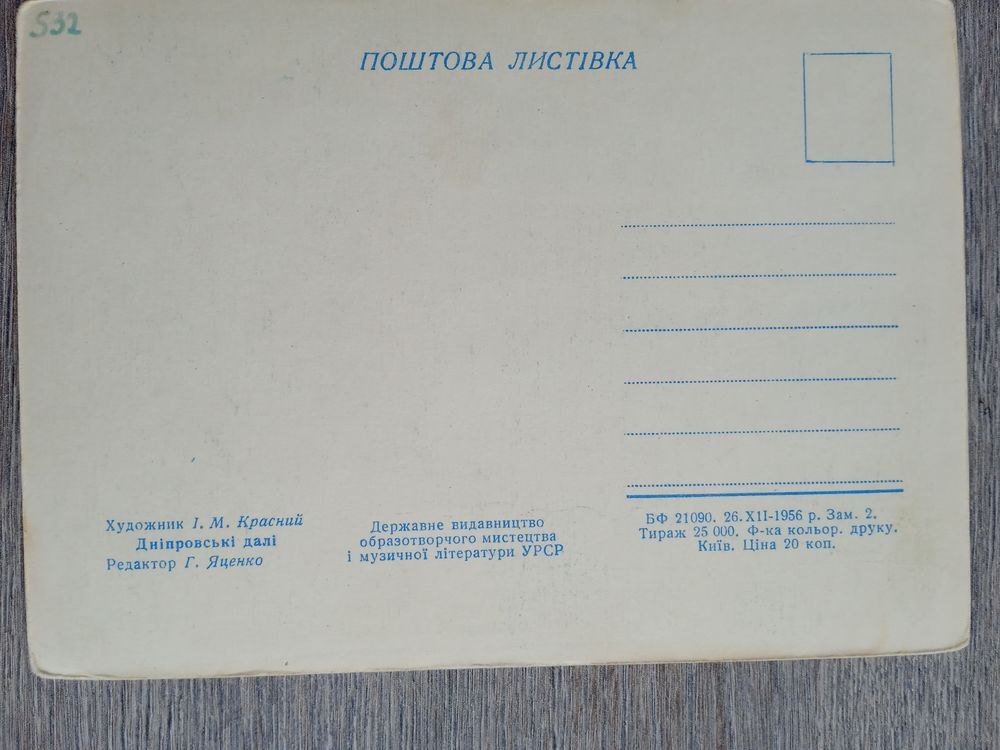 532
ПОШТОВА ЛИСТІВКА
Художник І. М. Красний
Дніпровські далі
Редактор Г. Яценко
Державне видавництво
образотворчого мистецтва
і музичної літератури УРСР
БФ 21090. 26.XII-1956 р. Зам. 2.
Тираж 25 000. Ф-ка кольор. друку.
Київ. Ціна 20 коп.